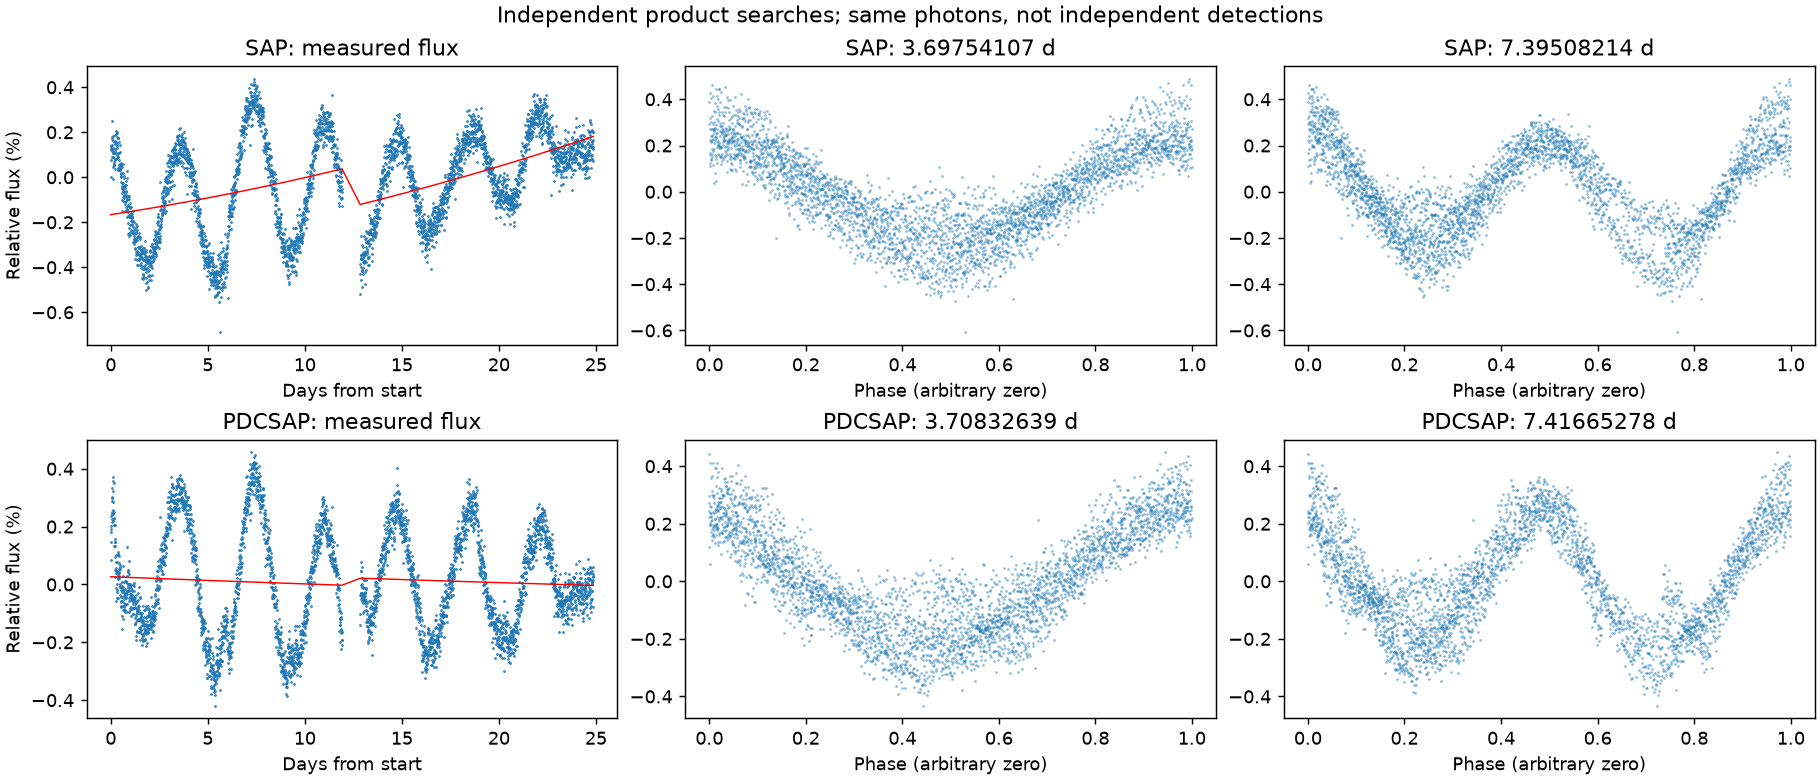 Independent product searches; same photons, not independent detections
SAP: measured flux
SAP: 3.69754107 d
SAP: 7.39508214 d
Relative flux (%)
0.4
0.2
0.0
−0.2
−0.4
−0.6
0 5 10 15 20 25
Days from start
0.4
0.2
0.0
−0.2
−0.4
−0.6
0.0 0.2 0.4 0.6 0.8 1.0
Phase (arbitrary zero)
0.4
0.2
0.0
−0.2
−0.4
−0.6
0.0 0.2 0.4 0.6 0.8 1.0
Phase (arbitrary zero)
PDCSAP: measured flux
PDCSAP: 3.70832639 d
PDCSAP: 7.41665278 d
Relative flux (%)
0.4
0.2
0.0
−0.2
−0.4
0 5 10 15 20 25
Days from start
0.4
0.2
0.0
−0.2
−0.4
0.0 0.2 0.4 0.6 0.8 1.0
Phase (arbitrary zero)
0.4
0.2
0.0
−0.2
−0.4
0.0 0.2 0.4 0.6 0.8 1.0
Phase (arbitrary zero)